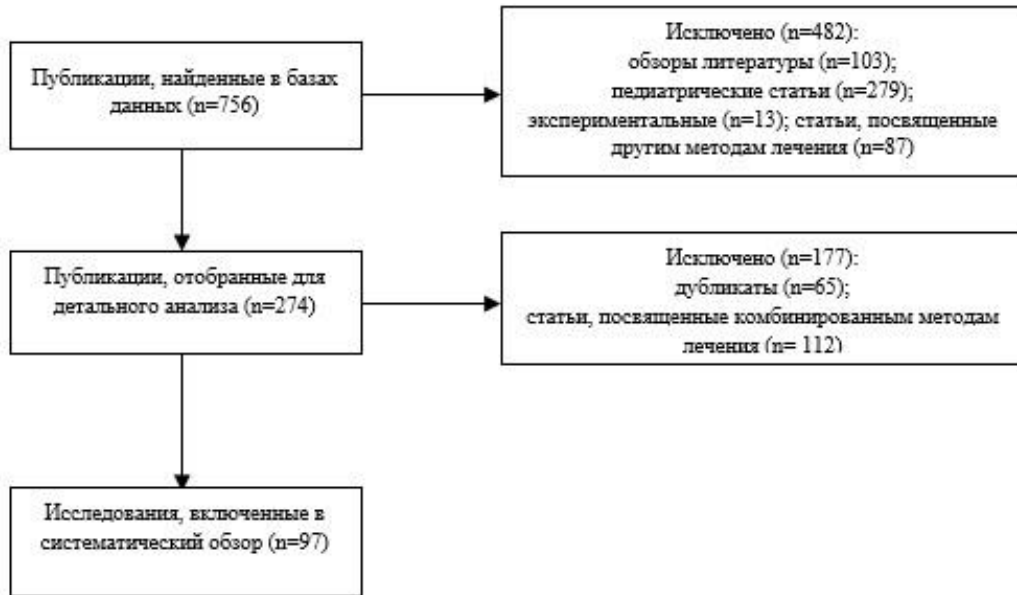 Публикации, найденные в базах
данных (n=756)
Исключено (n=482):
обзоры литературы (n=103);
педиатрические статьи (n=279);
экспериментальные (n=13); статьи, посвященные
другим методам лечения (n=87)
Публикации, отобранные для
детального анализа (n=274)
Исключено (n=177):
дубликаты (n=65);
статьи, посвященные комбинированным методам
лечения (n= 112)
Исследования, включенные в
систематический обзор (n=97)